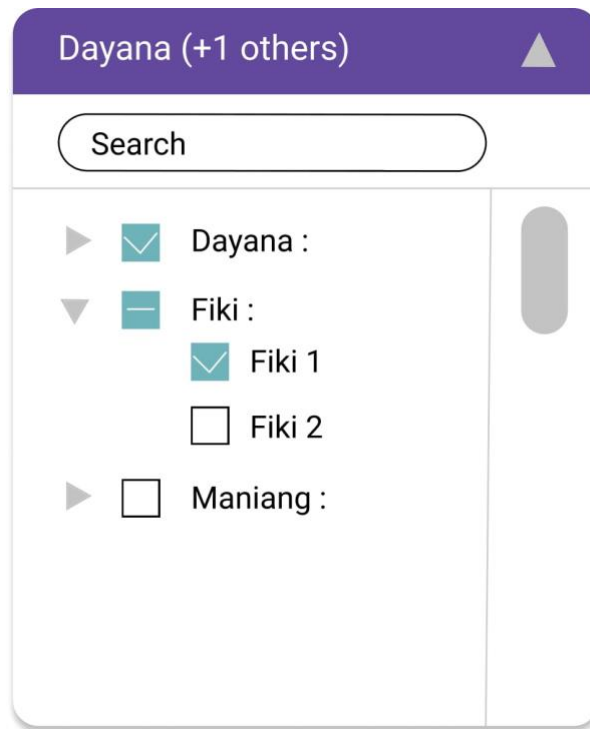 Dayana (+1 others)
Search
Dayana :
Fiki :
Fiki 1
Fiki 2
Maniang :